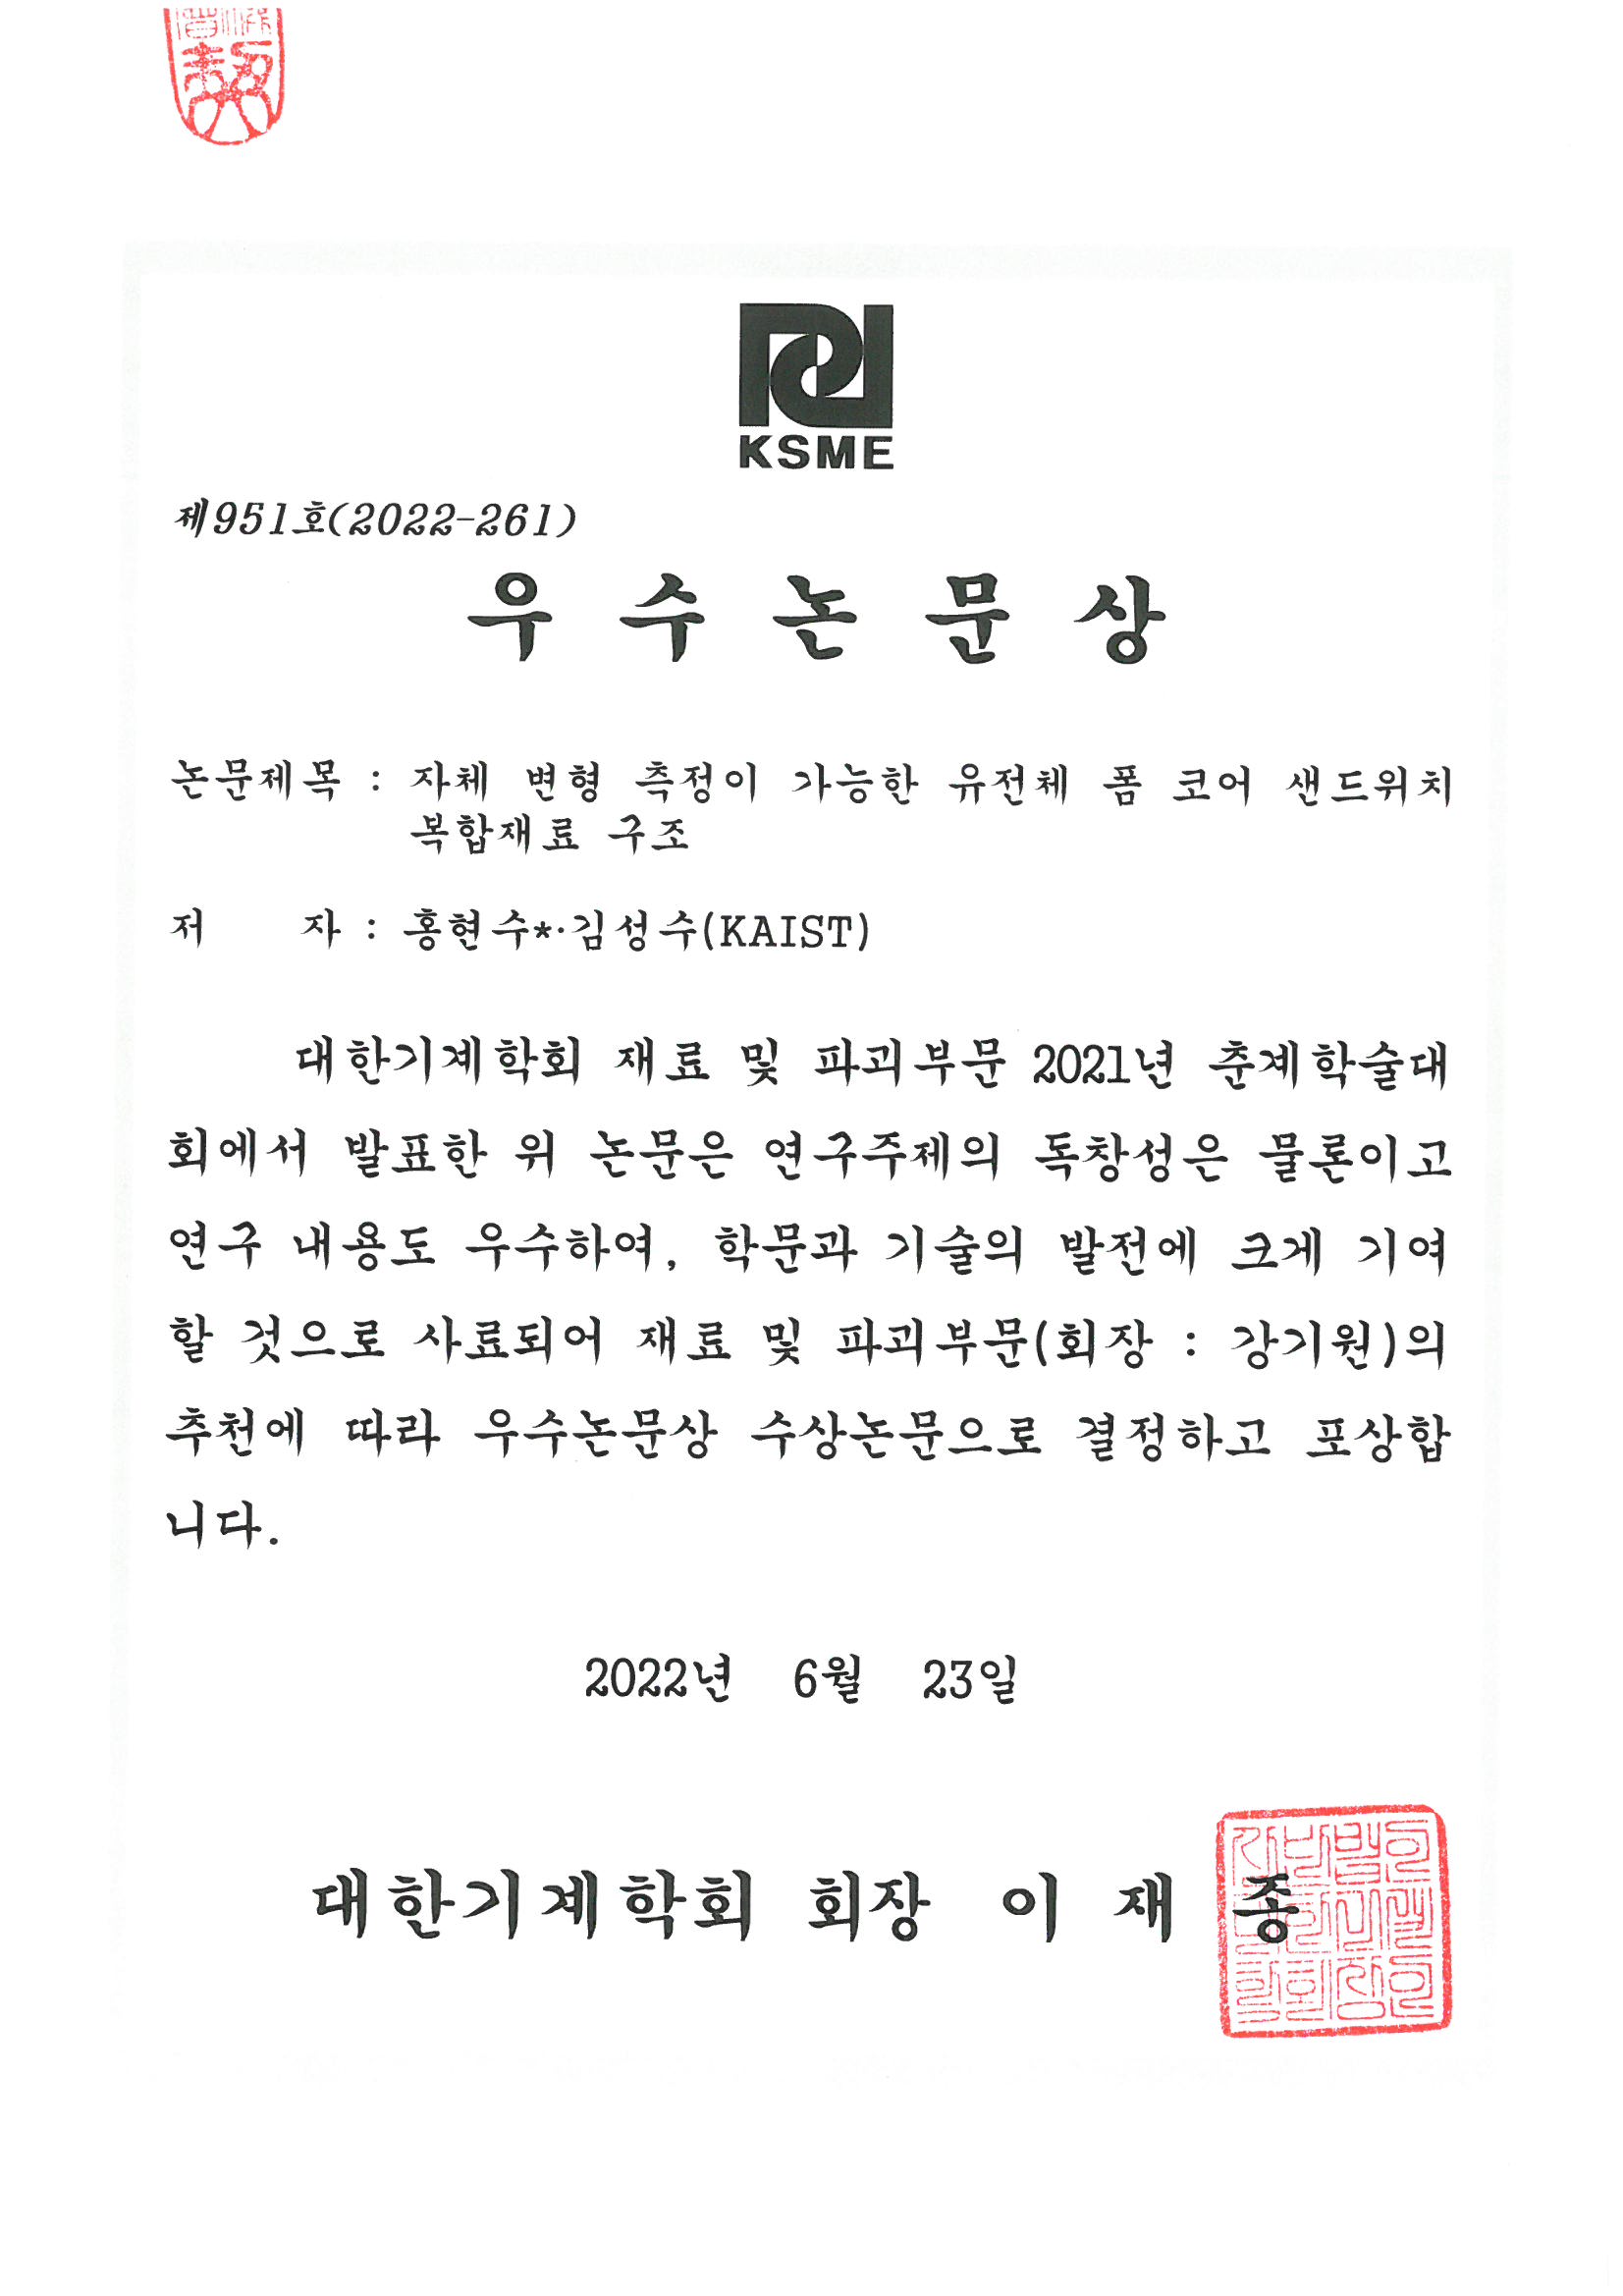 KSME
제951호(2022-261)
우 수 논 문 상
논문제목 : 자체 변형 측정이 가능한 유전체 폼 코어 샌드위치
복합재료 구조
저 자 : 홍현수*·김성수(KAIST)
대한기계학회 재료 및 파괴부문 2021년 춘계학술대
회에서 발표한 위 논문은 연구주제의 독창성은 물론이고
연구 내용도 우수하여, 학문과 기술의 발전에 크게 기여
할 것으로 사료되어 재료 및 파괴부문(회장 : 강기원)의
추천에 따라 우수논문상 수상논문으로 결정하고 포상합
니다.
2022년 6월 23일
대한기계학회 회장 이 재 종